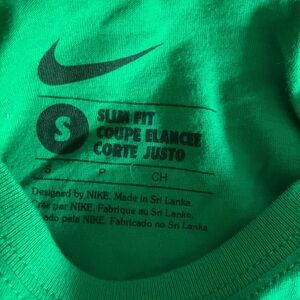 S
SLIM FIT
COUPE ELANCEE
CORTE JUSTO
S P CH
Designed by NIKE. Made in Sri Lanka.
par NIKE. Fabrique au Sri Lanka.
pela NIKE. Fabricado no Sri Lanka.